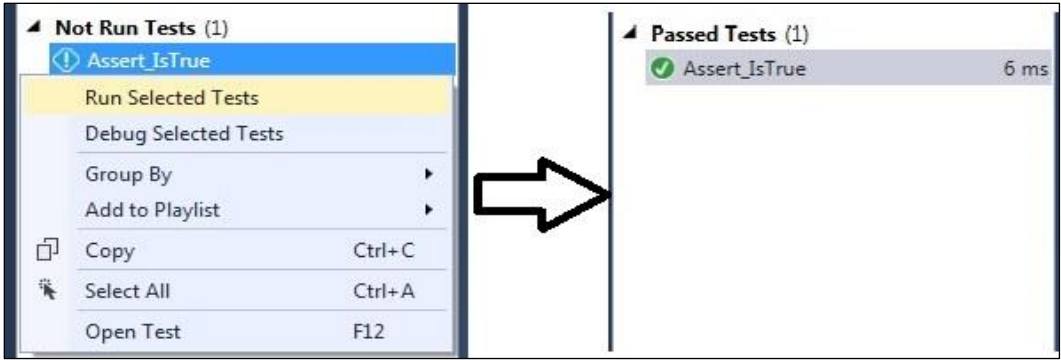 Not Run Tests (1)
Assert_IsTrue
Run Selected Tests
Debug Selected Tests
Group By
Add to Playlist
Copy Ctrl+C
Select All Ctrl+A
Open Test F12
Passed Tests (1)
Assert_IsTrue 6 ms